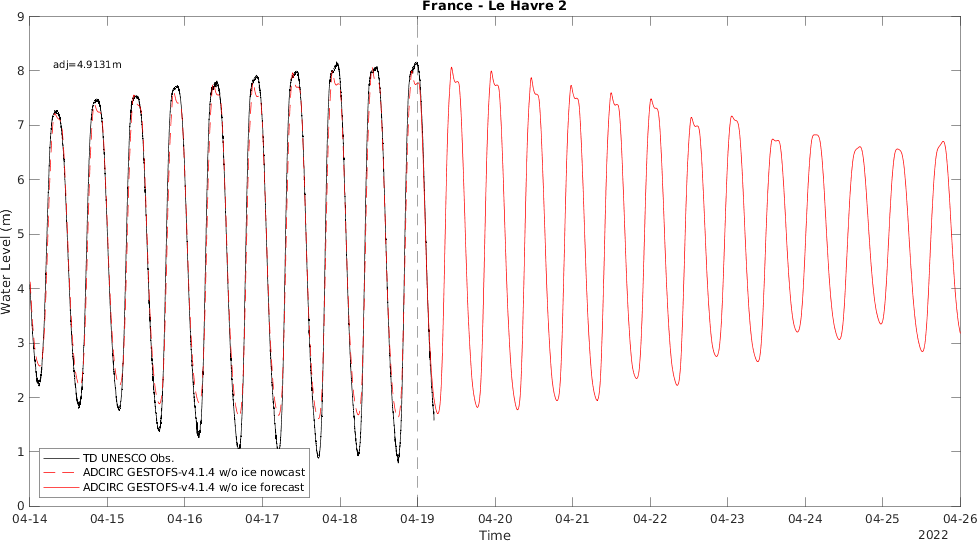 France - Le Havre 2
9
8
7
6
5
4
3
2
1
0
Water Level (m)
adj=4.9131m
TD UNESCO Obs.
ADCIRC GESTOFS-v4.1.4 w/o ice nowcast
ADCIRC GESTOFS-v4.1.4 w/o ice forecast
04-14 04-15 04-16 04-17 04-18 04-19 04-20 04-21 04-22 04-23 04-24 04-25 04-26
Time
2022